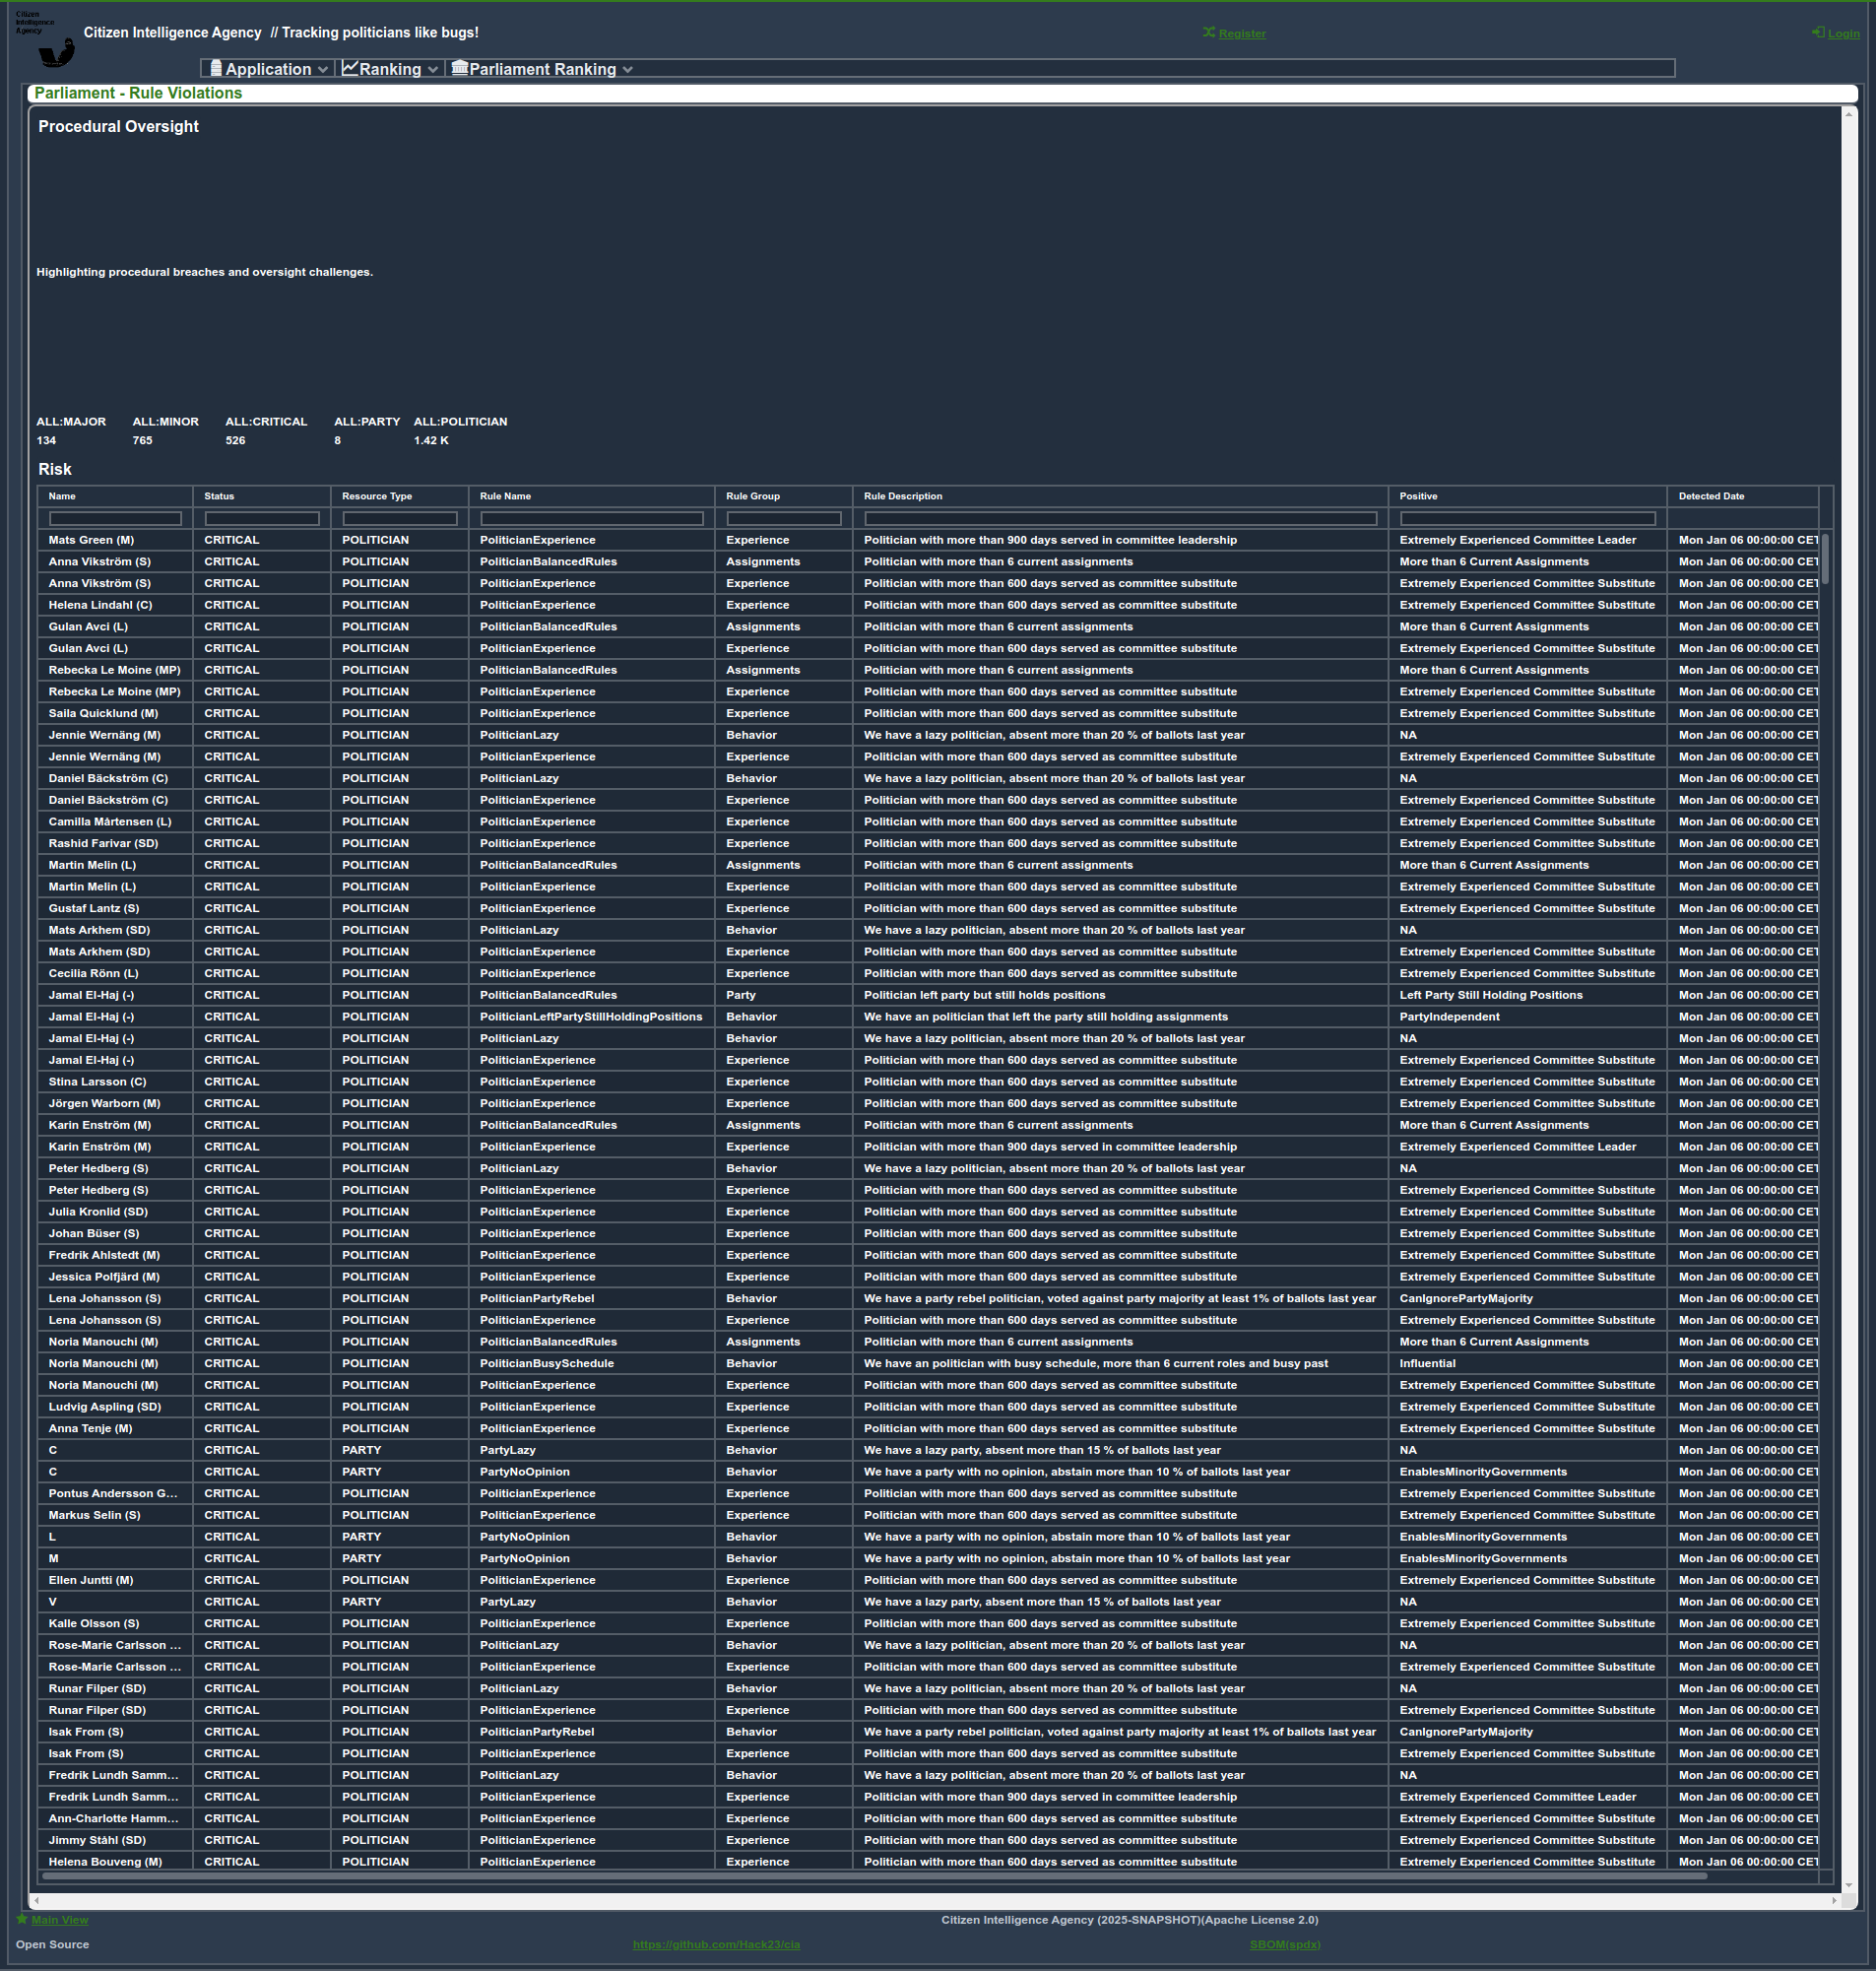 Citizen
Intelligence
Agency
Citizen Intelligence Agency // Tracking politicians like bugs!
Register
Login
Application Ranking Parliament Ranking
Parliament - Rule Violations
Procedural Oversight
Highlighting procedural breaches and oversight challenges.
ALL:MAJOR ALL:MINOR ALL:CRITICAL ALL:PARTY ALL:POLITICIAN
134 765 526 8 1.42 K
Risk
Name Status Resource Type Rule Name Rule Group Rule Description Positive Detected Date
Mats Green (M) CRITICAL POLITICIAN PoliticianExperience Experience Politician with more than 900 days served in committee leadership Extremely Experienced Committee Leader Mon Jan 06 00:00:00 CET
Anna Vikström (S) CRITICAL POLITICIAN PoliticianBalancedRules Assignments Politician with more than 6 current assignments More than 6 Current Assignments Mon Jan 06 00:00:00 CET
Anna Vikström (S) CRITICAL POLITICIAN PoliticianExperience Experience Politician with more than 600 days served as committee substitute Extremely Experienced Committee Substitute Mon Jan 06 00:00:00 CET
Helena Lindahl (C) CRITICAL POLITICIAN PoliticianExperience Experience Politician with more than 600 days served as committee substitute Extremely Experienced Committee Substitute Mon Jan 06 00:00:00 CET
Gulan Avci (L) CRITICAL POLITICIAN PoliticianBalancedRules Assignments Politician with more than 6 current assignments More than 6 Current Assignments Mon Jan 06 00:00:00 CET
Gulan Avci (L) CRITICAL POLITICIAN PoliticianExperience Experience Politician with more than 600 days served as committee substitute Extremely Experienced Committee Substitute Mon Jan 06 00:00:00 CET
Rebecka Le Moine (MP) CRITICAL POLITICIAN PoliticianBalancedRules Assignments Politician with more than 6 current assignments More than 6 Current Assignments Mon Jan 06 00:00:00 CET
Rebecka Le Moine (MP) CRITICAL POLITICIAN PoliticianExperience Experience Politician with more than 600 days served as committee substitute Extremely Experienced Committee Substitute Mon Jan 06 00:00:00 CET
Saila Quicklund (M) CRITICAL POLITICIAN PoliticianExperience Experience Politician with more than 600 days served as committee substitute Extremely Experienced Committee Substitute Mon Jan 06 00:00:00 CET
Jennie Wernäng (M) CRITICAL POLITICIAN PoliticianLazy Behavior We have a lazy politician, absent more than 20 % of ballots last year NA Mon Jan 06 00:00:00 CET
Jennie Wernäng (M) CRITICAL POLITICIAN PoliticianExperience Experience Politician with more than 600 days served as committee substitute Extremely Experienced Committee Substitute Mon Jan 06 00:00:00 CET
Daniel Bäckström (C) CRITICAL POLITICIAN PoliticianLazy Behavior We have a lazy politician, absent more than 20 % of ballots last year NA Mon Jan 06 00:00:00 CET
Daniel Bäckström (C) CRITICAL POLITICIAN PoliticianExperience Experience Politician with more than 600 days served as committee substitute Extremely Experienced Committee Substitute Mon Jan 06 00:00:00 CET
Camilla Mårtensen (L) CRITICAL POLITICIAN PoliticianExperience Experience Politician with more than 600 days served as committee substitute Extremely Experienced Committee Substitute Mon Jan 06 00:00:00 CET
Rashid Farivar (SD) CRITICAL POLITICIAN PoliticianExperience Experience Politician with more than 600 days served as committee substitute Extremely Experienced Committee Substitute Mon Jan 06 00:00:00 CET
Martin Melin (L) CRITICAL POLITICIAN PoliticianBalancedRules Assignments Politician with more than 6 current assignments More than 6 Current Assignments Mon Jan 06 00:00:00 CET
Martin Melin (L) CRITICAL POLITICIAN PoliticianExperience Experience Politician with more than 600 days served as committee substitute Extremely Experienced Committee Substitute Mon Jan 06 00:00:00 CET
Gustaf Lantz (S) CRITICAL POLITICIAN PoliticianExperience Experience Politician with more than 600 days served as committee substitute Extremely Experienced Committee Substitute Mon Jan 06 00:00:00 CET
Mats Arkhem (SD) CRITICAL POLITICIAN PoliticianLazy Behavior We have a lazy politician, absent more than 20 % of ballots last year NA Mon Jan 06 00:00:00 CET
Mats Arkhem (SD) CRITICAL POLITICIAN PoliticianExperience Experience Politician with more than 600 days served as committee substitute Extremely Experienced Committee Substitute Mon Jan 06 00:00:00 CET
Cecilia Rönn (L) CRITICAL POLITICIAN PoliticianExperience Experience Politician with more than 600 days served as committee substitute Extremely Experienced Committee Substitute Mon Jan 06 00:00:00 CET
Jamal El-Haj (-) CRITICAL POLITICIAN PoliticianBalancedRules Party Politician left party but still holds positions Left Party Still Holding Positions Mon Jan 06 00:00:00 CET
Jamal El-Haj (-) CRITICAL POLITICIAN PoliticianLeftPartyStillHoldingPositions Behavior We have an politician that left the party still holding assignments PartyIndependent Mon Jan 06 00:00:00 CET
Jamal El-Haj (-) CRITICAL POLITICIAN PoliticianLazy Behavior We have a lazy politician, absent more than 20 % of ballots last year NA Mon Jan 06 00:00:00 CET
Jamal El-Haj (-) CRITICAL POLITICIAN PoliticianExperience Experience Politician with more than 600 days served as committee substitute Extremely Experienced Committee Substitute Mon Jan 06 00:00:00 CET
Stina Larsson (C) CRITICAL POLITICIAN PoliticianExperience Experience Politician with more than 600 days served as committee substitute Extremely Experienced Committee Substitute Mon Jan 06 00:00:00 CET
Jörgen Warborn (M) CRITICAL POLITICIAN PoliticianExperience Experience Politician with more than 600 days served as committee substitute Extremely Experienced Committee Substitute Mon Jan 06 00:00:00 CET
Karin Enström (M) CRITICAL POLITICIAN PoliticianBalancedRules Assignments Politician with more than 6 current assignments More than 6 Current Assignments Mon Jan 06 00:00:00 CET
Karin Enström (M) CRITICAL POLITICIAN PoliticianExperience Experience Politician with more than 900 days served in committee leadership Extremely Experienced Committee Leader Mon Jan 06 00:00:00 CET
Peter Hedberg (S) CRITICAL POLITICIAN PoliticianLazy Behavior We have a lazy politician, absent more than 20 % of ballots last year NA Mon Jan 06 00:00:00 CET
Peter Hedberg (S) CRITICAL POLITICIAN PoliticianExperience Experience Politician with more than 600 days served as committee substitute Extremely Experienced Committee Substitute Mon Jan 06 00:00:00 CET
Julia Kronlid (SD) CRITICAL POLITICIAN PoliticianExperience Experience Politician with more than 600 days served as committee substitute Extremely Experienced Committee Substitute Mon Jan 06 00:00:00 CET
Johan Büser (S) CRITICAL POLITICIAN PoliticianExperience Experience Politician with more than 600 days served as committee substitute Extremely Experienced Committee Substitute Mon Jan 06 00:00:00 CET
Fredrik Ahlstedt (M) CRITICAL POLITICIAN PoliticianExperience Experience Politician with more than 600 days served as committee substitute Extremely Experienced Committee Substitute Mon Jan 06 00:00:00 CET
Jessica Polfjärd (M) CRITICAL POLITICIAN PoliticianExperience Experience Politician with more than 600 days served as committee substitute Extremely Experienced Committee Substitute Mon Jan 06 00:00:00 CET
Lena Johansson (S) CRITICAL POLITICIAN PoliticianPartyRebel Behavior We have a party rebel politician, voted against party majority at least 1% of ballots last year CanIgnorePartyMajority Mon Jan 06 00:00:00 CET
Lena Johansson (S) CRITICAL POLITICIAN PoliticianExperience Experience Politician with more than 600 days served as committee substitute Extremely Experienced Committee Substitute Mon Jan 06 00:00:00 CET
Noria Manouchi (M) CRITICAL POLITICIAN PoliticianBalancedRules Assignments Politician with more than 6 current assignments More than 6 Current Assignments Mon Jan 06 00:00:00 CET
Noria Manouchi (M) CRITICAL POLITICIAN PoliticianBusySchedule Behavior We have an politician with busy schedule, more than 6 current roles and busy past Influential Mon Jan 06 00:00:00 CET
Noria Manouchi (M) CRITICAL POLITICIAN PoliticianExperience Experience Politician with more than 600 days served as committee substitute Extremely Experienced Committee Substitute Mon Jan 06 00:00:00 CET
Ludvig Aspling (SD) CRITICAL POLITICIAN PoliticianExperience Experience Politician with more than 600 days served as committee substitute Extremely Experienced Committee Substitute Mon Jan 06 00:00:00 CET
Anna Tenje (M) CRITICAL POLITICIAN PoliticianExperience Experience Politician with more than 600 days served as committee substitute Extremely Experienced Committee Substitute Mon Jan 06 00:00:00 CET
C CRITICAL PARTY PartyLazy Behavior We have a lazy party, absent more than 15 % of ballots last year NA Mon Jan 06 00:00:00 CET
C CRITICAL PARTY PartyNoOpinion Behavior We have a party with no opinion, abstain more than 10 % of ballots last year EnablesMinorityGovernments Mon Jan 06 00:00:00 CET
Pontus Andersson G... CRITICAL POLITICIAN PoliticianExperience Experience Politician with more than 600 days served as committee substitute Extremely Experienced Committee Substitute Mon Jan 06 00:00:00 CET
Markus Selin (S) CRITICAL POLITICIAN PoliticianExperience Experience Politician with more than 600 days served as committee substitute Extremely Experienced Committee Substitute Mon Jan 06 00:00:00 CET
L CRITICAL PARTY PartyNoOpinion Behavior We have a party with no opinion, abstain more than 10 % of ballots last year EnablesMinorityGovernments Mon Jan 06 00:00:00 CET
M CRITICAL PARTY PartyNoOpinion Behavior We have a party with no opinion, abstain more than 10 % of ballots last year EnablesMinorityGovernments Mon Jan 06 00:00:00 CET
Ellen Juntti (M) CRITICAL POLITICIAN PoliticianExperience Experience Politician with more than 600 days served as committee substitute Extremely Experienced Committee Substitute Mon Jan 06 00:00:00 CET
V CRITICAL PARTY PartyLazy Behavior We have a lazy party, absent more than 15 % of ballots last year NA Mon Jan 06 00:00:00 CET
Kalle Olsson (S) CRITICAL POLITICIAN PoliticianExperience Experience Politician with more than 600 days served as committee substitute Extremely Experienced Committee Substitute Mon Jan 06 00:00:00 CET
Rose-Marie Carlsson ... CRITICAL POLITICIAN PoliticianLazy Behavior We have a lazy politician, absent more than 20 % of ballots last year NA Mon Jan 06 00:00:00 CET
Rose-Marie Carlsson ... CRITICAL POLITICIAN PoliticianExperience Experience Politician with more than 600 days served as committee substitute Extremely Experienced Committee Substitute Mon Jan 06 00:00:00 CET
Runar Filper (SD) CRITICAL POLITICIAN PoliticianLazy Behavior We have a lazy politician, absent more than 20 % of ballots last year NA Mon Jan 06 00:00:00 CET
Runar Filper (SD) CRITICAL POLITICIAN PoliticianExperience Experience Politician with more than 600 days served as committee substitute Extremely Experienced Committee Substitute Mon Jan 06 00:00:00 CET
Isak From (S) CRITICAL POLITICIAN PoliticianPartyRebel Behavior We have a party rebel politician, voted against party majority at least 1% of ballots last year CanIgnorePartyMajority Mon Jan 06 00:00:00 CET
Isak From (S) CRITICAL POLITICIAN PoliticianExperience Experience Politician with more than 600 days served as committee substitute Extremely Experienced Committee Substitute Mon Jan 06 00:00:00 CET
Fredrik Lundh Samm... CRITICAL POLITICIAN PoliticianLazy Behavior We have a lazy politician, absent more than 20 % of ballots last year NA Mon Jan 06 00:00:00 CET
Fredrik Lundh Samm... CRITICAL POLITICIAN PoliticianExperience Experience Politician with more than 900 days served in committee leadership Extremely Experienced Committee Leader Mon Jan 06 00:00:00 CET
Ann-Charlotte Hamm... CRITICAL POLITICIAN PoliticianExperience Experience Politician with more than 600 days served as committee substitute Extremely Experienced Committee Substitute Mon Jan 06 00:00:00 CET
Jimmy Ståhl (SD) CRITICAL POLITICIAN PoliticianExperience Experience Politician with more than 600 days served as committee substitute Extremely Experienced Committee Substitute Mon Jan 06 00:00:00 CET
Helena Bouveng (M) CRITICAL POLITICIAN PoliticianExperience Experience Politician with more than 600 days served as committee substitute Extremely Experienced Committee Substitute Mon Jan 06 00:00:00 CET
Main View Citizen Intelligence Agency (2025-SNAPSHOT)(Apache License 2.0)
Open Source https://github.com/Hack23/cia SBOM(spdx)